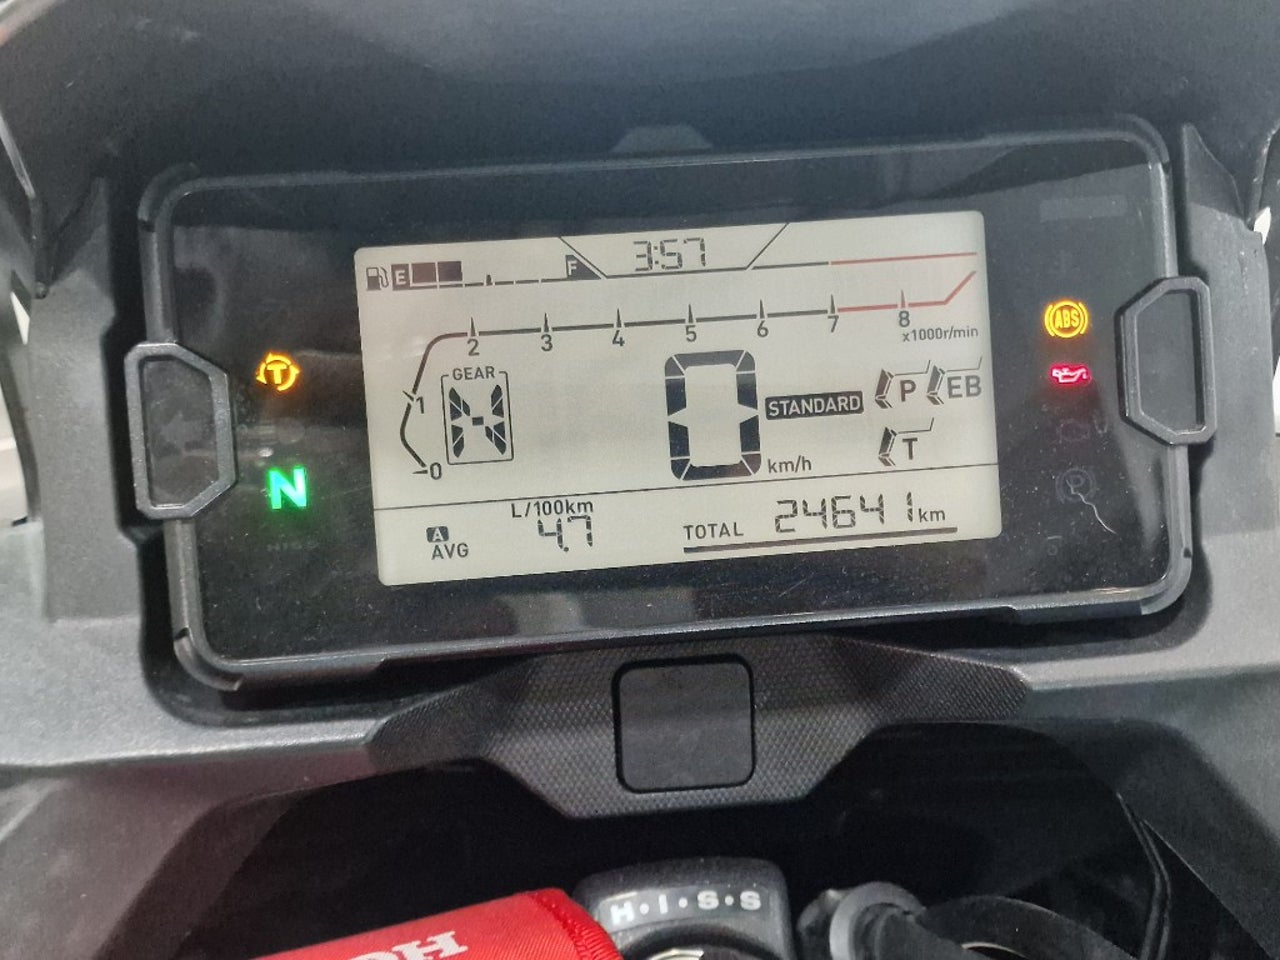 3:57
E F
2 3 4 5 6 7 8
x1000r/min
GEAR
1
N
0
0
STANDARD
km/h
P EB
T
T
ABS
N
L/100km
A
AVG
4.7
TOTAL 24641 km
P
H·I·S·S